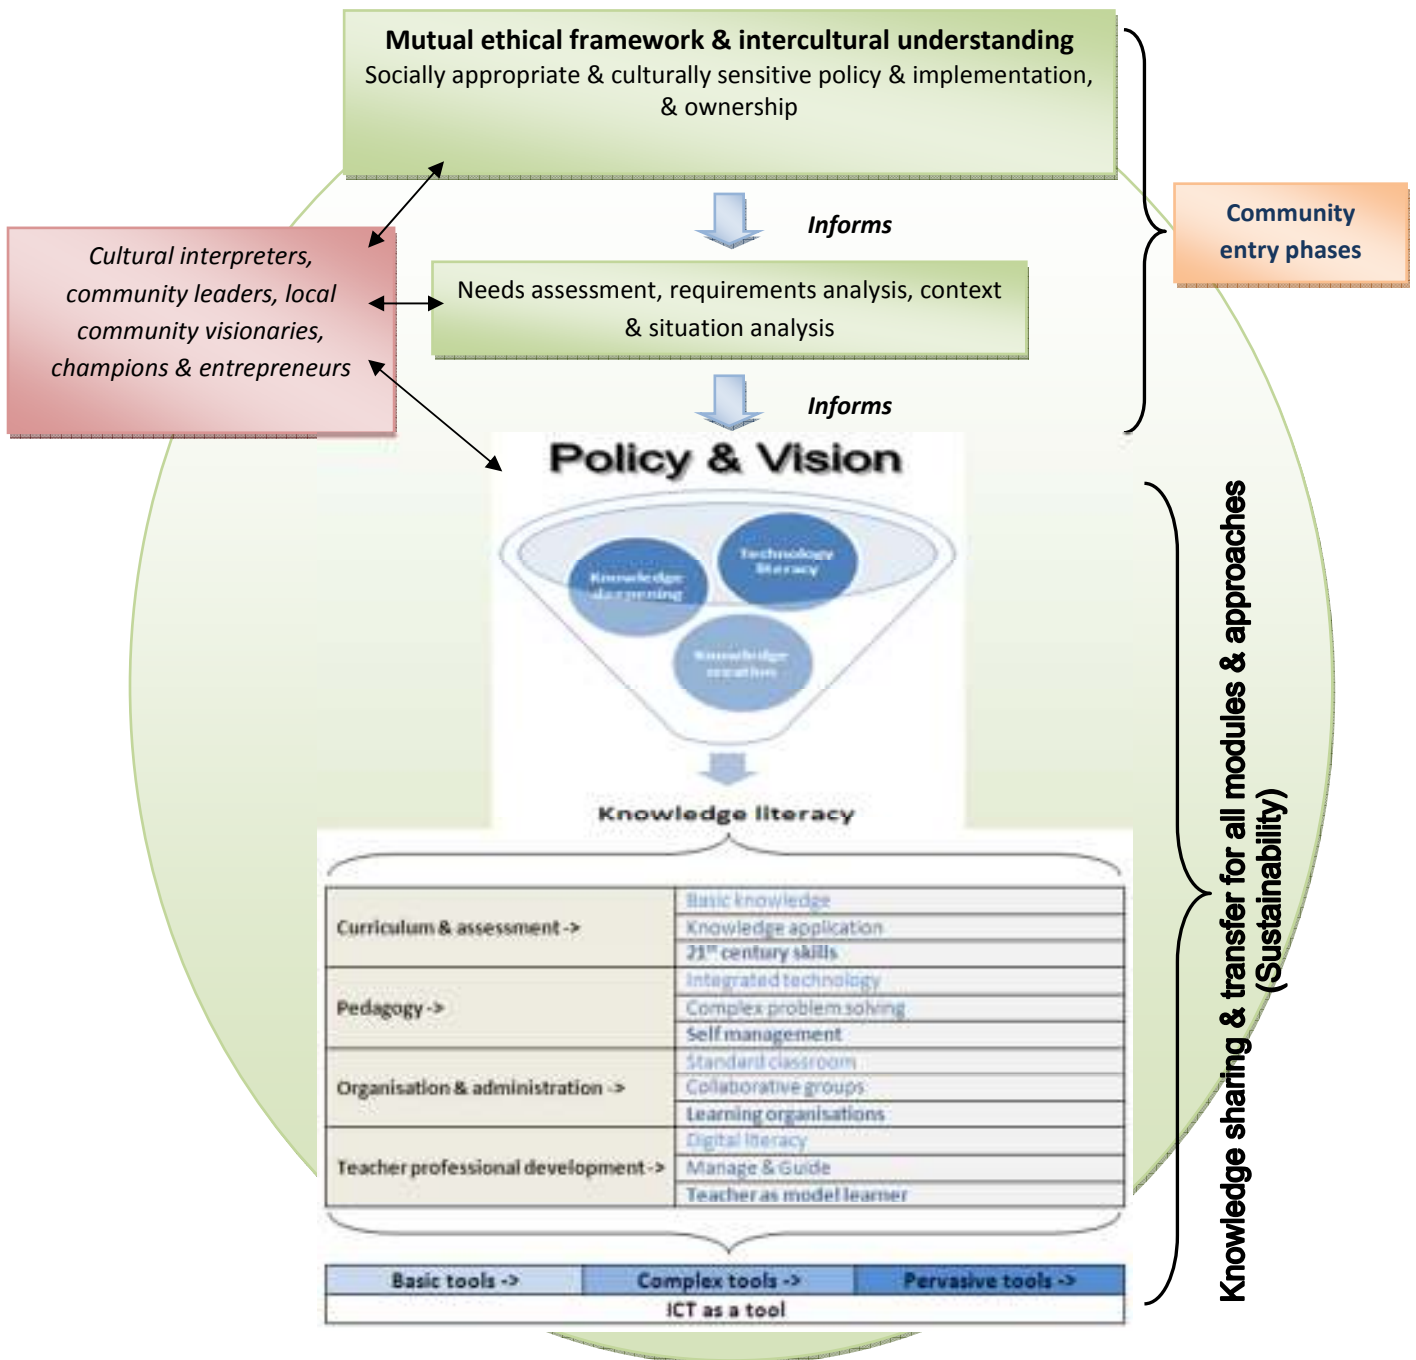 Mutual ethical framework & intercultural understanding
Socially appropriate & culturally sensitive policy & implementation,
& ownership
Informs
Community
entry phases
Cultural interpreters,
community leaders, local
community visionaries,
champions & entrepreneurs
Needs assessment, requirements analysis, context
& situation analysis
Informs
Policy & Vision
Technology
literacy
Knowledge
deepening
Knowledge
creation
Knowledge literacy
Knowledge sharing & transfer for all modules & approaches
(Sustainability)
Curriculum & assessment ->
Basic knowledge
Knowledge application
21st century skills
Pedagogy ->
Integrated technology
Complex problem solving
Self management
Organisation & administration ->
Standard classroom
Collaborative groups
Learning organisations
Teacher professional development ->
Digital literacy
Manage & Guide
Teacher as model learner
Basic tools ->
Complex tools ->
Pervasive tools ->
ICT as a tool